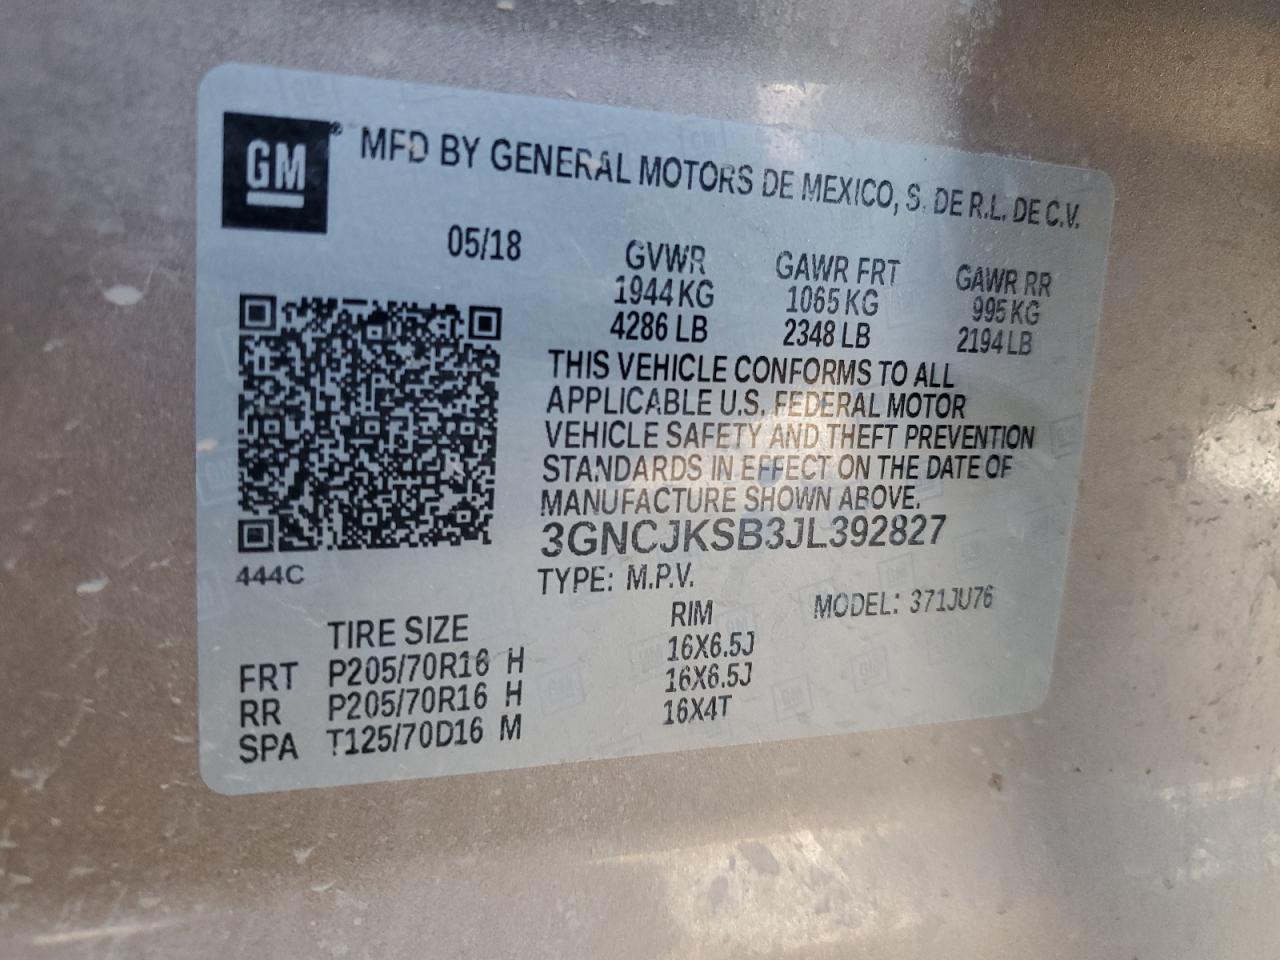 GM® MFD BY GENERAL MOTORS DE MEXICO, S. DE R.L. DE C.V.
05/18 GVWR GAWR FRT GAWR RR
1944 KG 1065 KG 995 KG
4286 LB 2348 LB 2194 LB
THIS VEHICLE CONFORMS TO ALL
APPLICABLE U.S. FEDERAL MOTOR
VEHICLE SAFETY AND THEFT PREVENTION
STANDARDS IN EFFECT ON THE DATE OF
MANUFACTURE SHOWN ABOVE.
3GNCJKSB3JL392827
444C
TYPE: M.P.V. MODEL: 371JU76
TIRE SIZE RIM
FRT P205/70R16 H 16X6.5J
RR P205/70R16 H 16X6.5J
SPA T125/70D16 M 16X4T